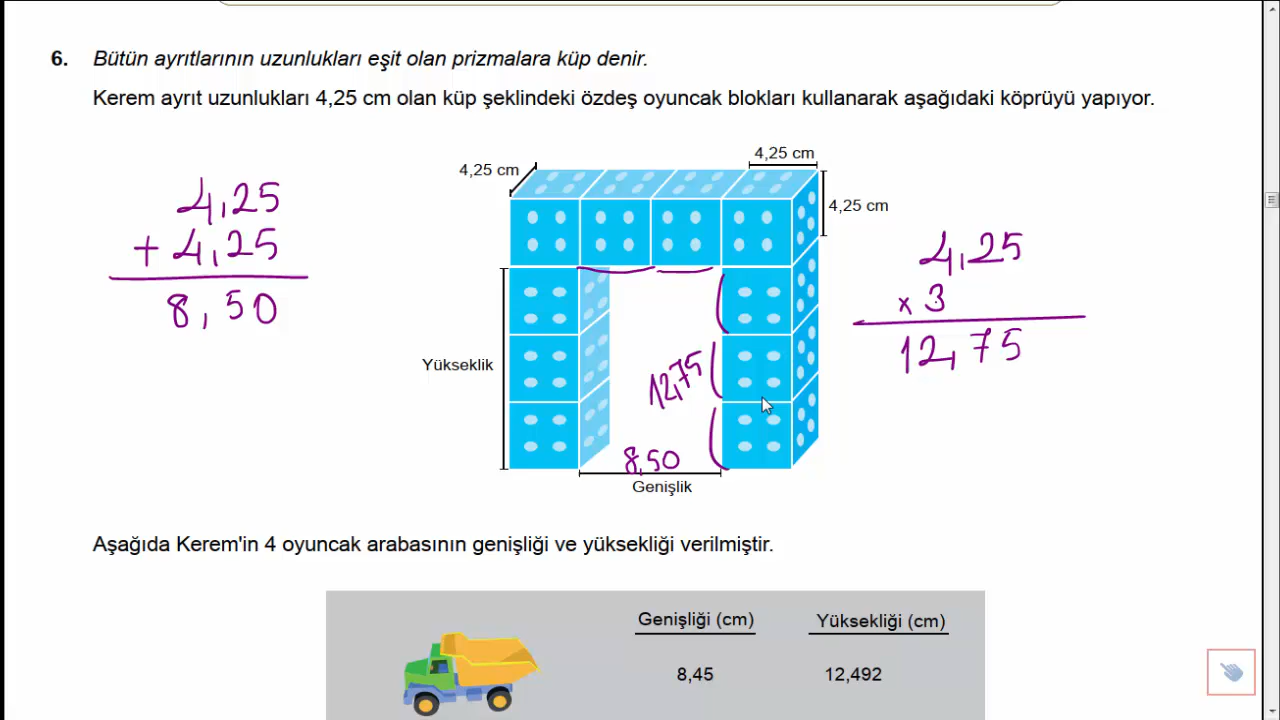 6. Bütün ayrıtlarının uzunlukları eşit olan prizmalara küp denir.
Kerem ayrıt uzunlukları 4,25 cm olan küp şeklindeki özdeş oyuncak blokları kullanarak aşağıdaki köprüyü yapıyor.
4,25 cm
4,25 cm
4,25 cm
4,25
+ 4,25
8,50
4,25
x 3
12,75
Yükseklik
12,75
8,50
Genişlik
Aşağıda Kerem'in 4 oyuncak arabasının genişliği ve yüksekliği verilmiştir.
Genişliği (cm) Yüksekliği (cm)
8,45 12,492